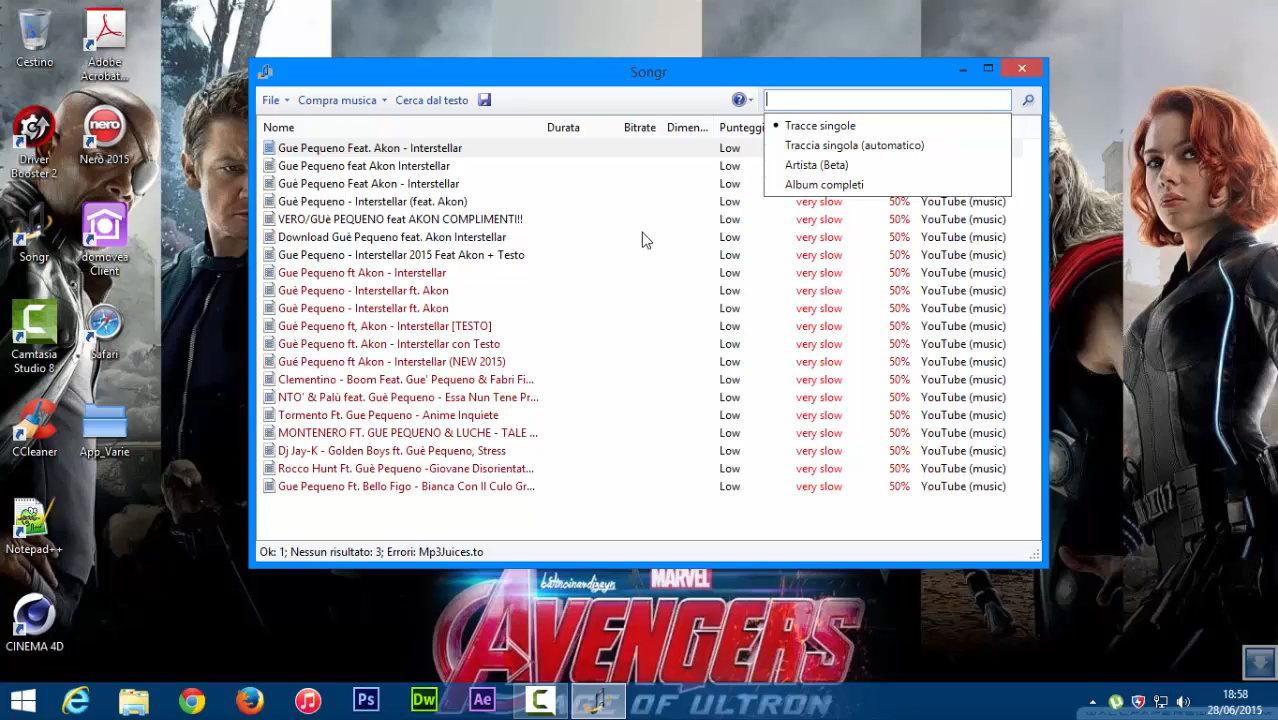 Cestino
Adobe Acrobat...
Driver Booster 2
Nero 2015
nero
Songr
domovea Client
Camtasia Studio 8
Safari
CCleaner
App_Varie
Notepad++
CINEMA 4D
Songr
File Compra musica Cerca dal testo
Nome Durata Bitrate Dimen... Punteggi
Tracce singole
Traccia singola (automatico)
Artista (Beta)
Album completi
Gue Pequeno Feat. Akon - Interstellar Low
Gue Pequeno feat Akon Interstellar Low
Guè Pequeno Feat Akon - Interstellar Low
Guè Pequeno - Interstellar (feat. Akon) Low very slow 50% YouTube (music)
VERO/GUè PEQUENO feat AKON COMPLIMENTI!! Low very slow 50% YouTube (music)
Download Guè Pequeno feat. Akon Interstellar Low very slow 50% YouTube (music)
Gue Pequeno - Interstellar 2015 Feat Akon + Testo Low very slow 50% YouTube (music)
Gue Pequeno ft Akon - Interstellar Low very slow 50% YouTube (music)
Guè Pequeno - Interstellar ft. Akon Low very slow 50% YouTube (music)
Guè Pequeno - Interstellar ft. Akon Low very slow 50% YouTube (music)
Guè Pequeno ft, Akon - Interstellar [TESTO] Low very slow 50% YouTube (music)
Guè Pequeno ft. Akon - Interstellar con Testo Low very slow 50% YouTube (music)
Guè Pequeno ft Akon - Interstellar (NEW 2015) Low very slow 50% YouTube (music)
Clementino - Boom Feat. Gue' Pequeno & Fabri Fi... Low very slow 50% YouTube (music)
NTO' & Palù feat. Guè Pequeno - Essa Nun Tene Pr... Low very slow 50% YouTube (music)
Tormento Ft. Gue Pequeno - Anime Inquiete Low very slow 50% YouTube (music)
MONTENERO FT. GUE PEQUENO & LUCHE - TALE ... Low very slow 50% YouTube (music)
Dj Jay-K - Golden Boys ft. Guè Pequeno, Stress Low very slow 50% YouTube (music)
Rocco Hunt Ft. Guè Pequeno -Giovane Disorientat... Low very slow 50% YouTube (music)
Gue Pequeno Ft. Bello Figo - Bianca Con Il Culo Gr... Low very slow 50% YouTube (music)
Ok: 1; Nessun risultato: 3; Errori: Mp3Juices.to
MARVEL
AVENGERS
AGE OF ULTRON
Ps
Dw
Ae
18:58
28/06/2015